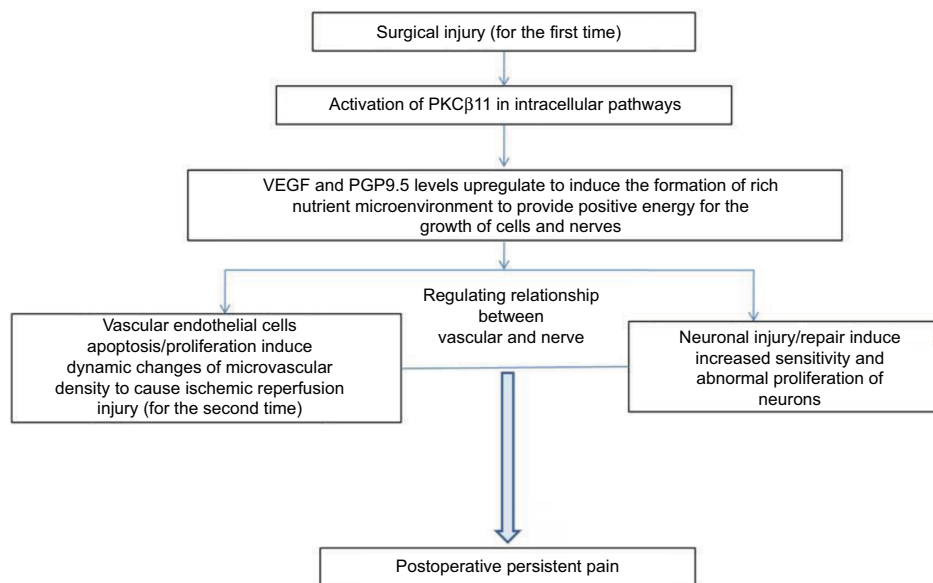 Surgical injury (for the first time)
Activation of PKCβ11 in intracellular pathways
VEGF and PGP9.5 levels upregulate to induce the formation of rich
nutrient microenvironment to provide positive energy for the
growth of cells and nerves
Regulating relationship
between
vascular and nerve
Vascular endothelial cells
apoptosis/proliferation induce
dynamic changes of microvascular
density to cause ischemic reperfusion
injury (for the second time)
Neuronal injury/repair induce
increased sensitivity and
abnormal proliferation of
neurons
Postoperative persistent pain